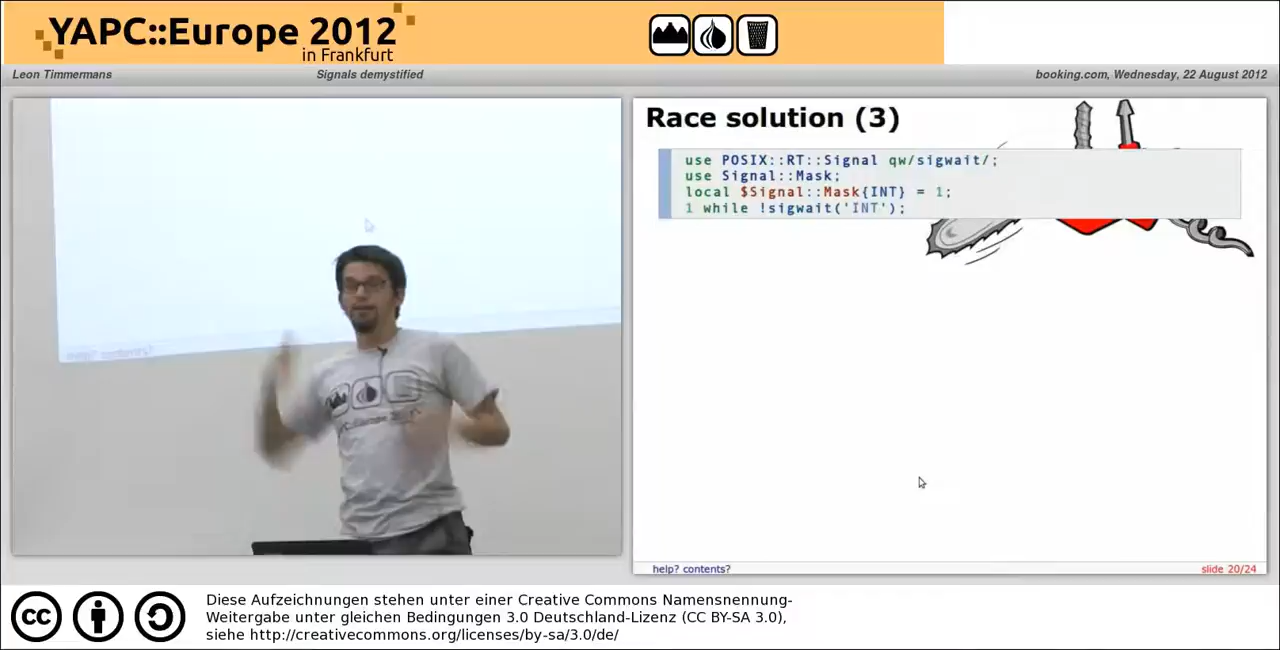 YAPC::Europe 2012
in Frankfurt
Leon Timmermans
Signals demystified
booking.com, Wednesday, 22 August 2012
help? contents?
Race solution (3)
use POSIX::RT::Signal qw/sigwait/;
use Signal::Mask;
local $Signal::Mask{INT} = 1;
1 while !sigwait('INT');
help? contents?
slide 20/24
Diese Aufzeichnungen stehen unter einer Creative Commons Namensnennung-
Weitergabe unter gleichen Bedingungen 3.0 Deutschland-Lizenz (CC BY-SA 3.0),
siehe http://creativecommons.org/licenses/by-sa/3.0/de/